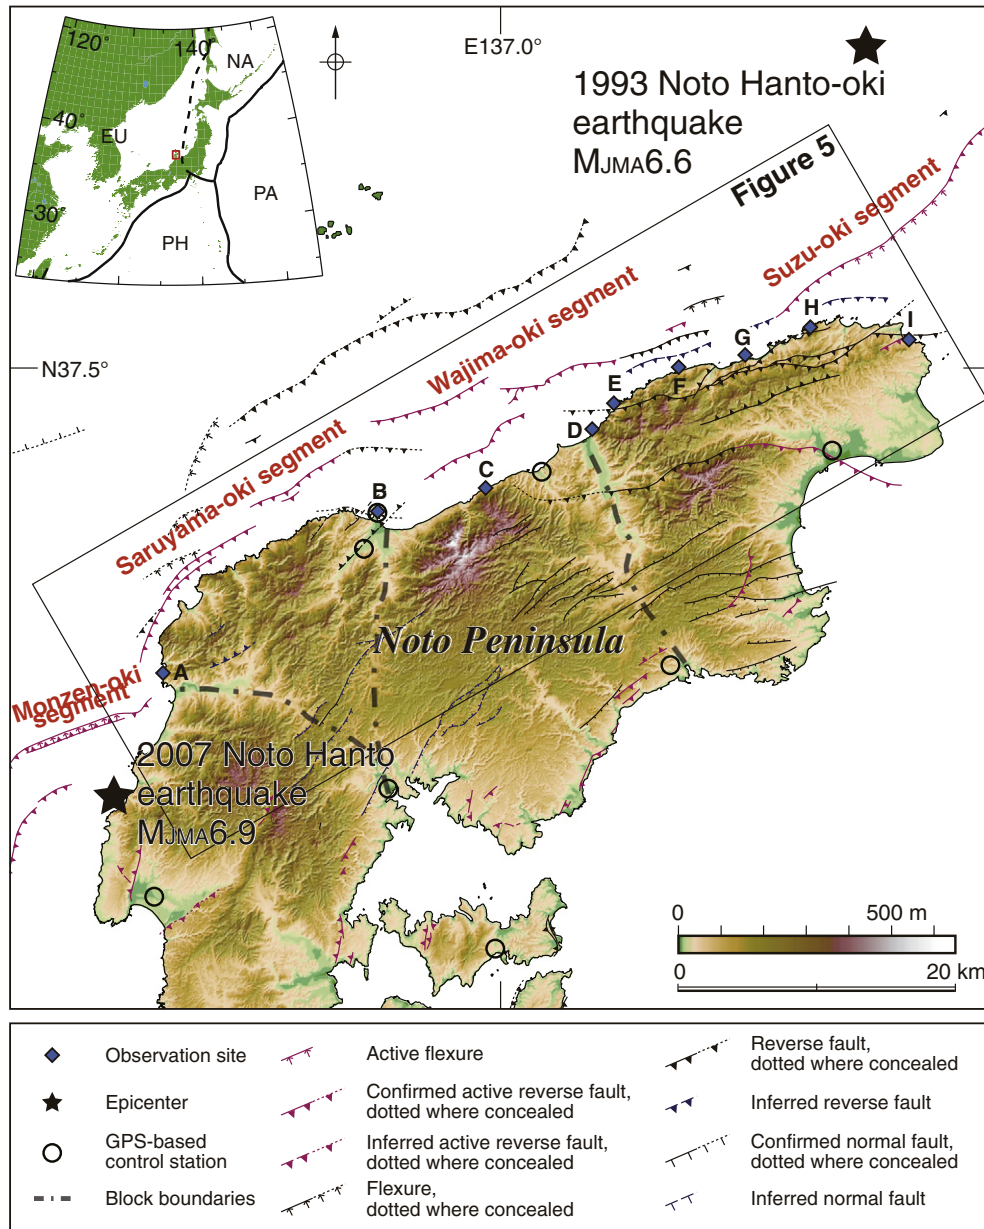 120°
140°
NA
40°
EU
30°
PA
PH
E137.0°
1993 Noto Hanto-oki
earthquake
MJMA6.6
Figure 5
Suzu-oki segment
Wajima-oki segment
Saruyama-oki segment
Monzen-oki
segment
N37.5°
A
B
C
D
E
F
G
H
I
Noto Peninsula
2007 Noto Hanto
earthquake
MJMA6.9
0 500 m
0 20 km
Observation site
Epicenter
GPS-based
control station
Block boundaries
Active flexure
Confirmed active reverse fault,
dotted where concealed
Inferred active reverse fault,
dotted where concealed
Flexure,
dotted where concealed
Reverse fault,
dotted where concealed
Inferred reverse fault
Confirmed normal fault,
dotted where concealed
Inferred normal fault